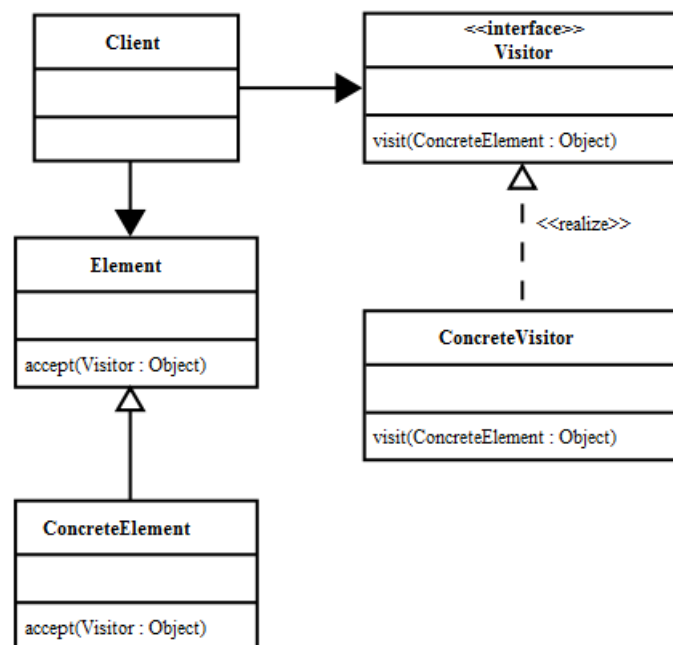 Client
<<interface>>
Visitor
visit(ConcreteElement : Object)
<<realize>>
Element
accept(Visitor : Object)
ConcreteVisitor
visit(ConcreteElement : Object)
ConcreteElement
accept(Visitor : Object)